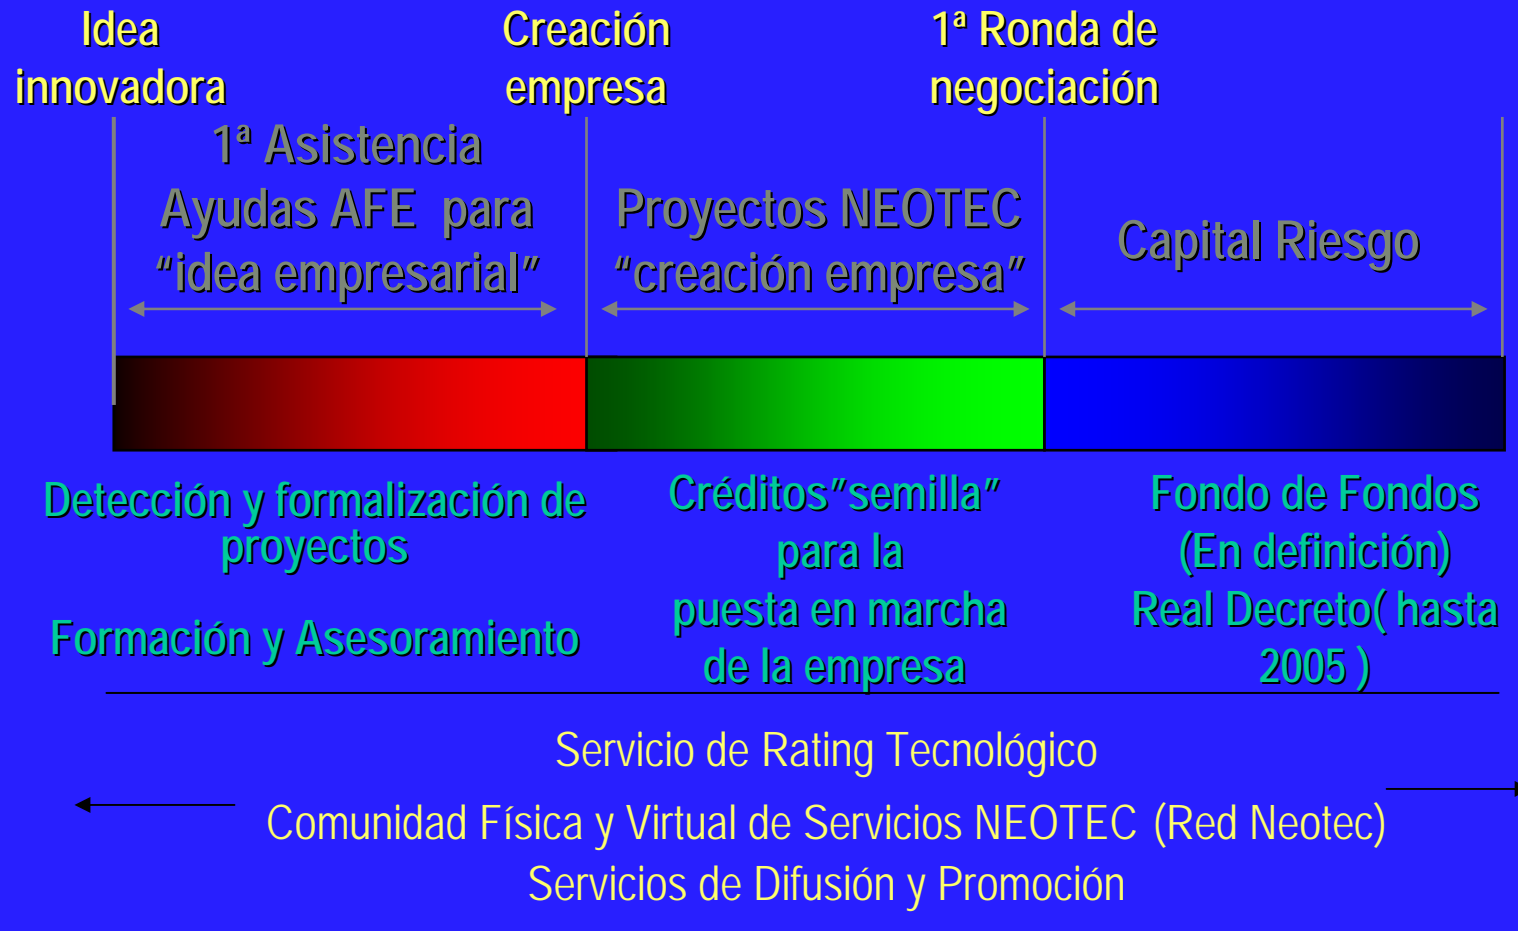 Idea
innovadora
Creación
empresa
1ª Ronda de
negociación
1ª Asistencia
Ayudas AFE para
“idea empresarial”
Proyectos NEOTEC
“creación empresa”
Capital Riesgo
Detección y formalización de
proyectos
Formación y Asesoramiento
Créditos”semilla”
para la
puesta en marcha
de la empresa
Fondo de Fondos
(En definición)
Real Decreto( hasta
2005 )
Servicio de Rating Tecnológico
Comunidad Física y Virtual de Servicios NEOTEC (Red Neotec)
Servicios de Difusión y Promoción